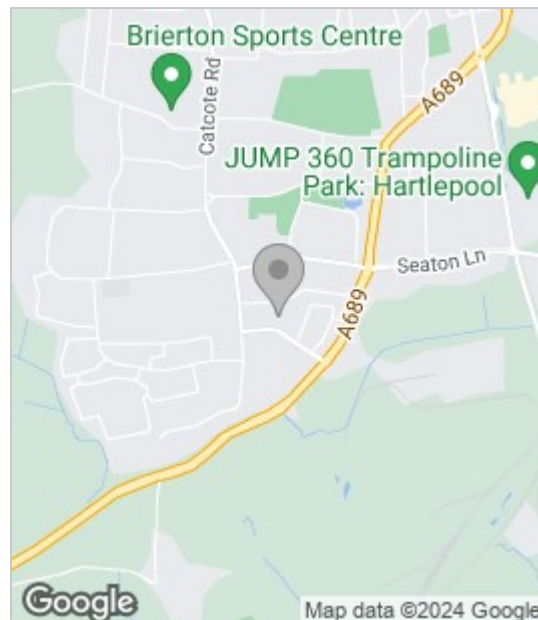 Brierton Sports Centre
Catcote Rd
A689
JUMP 360 Trampoline
Park: Hartlepool
Seaton Ln
A689
Google
Map data ©2024 Google